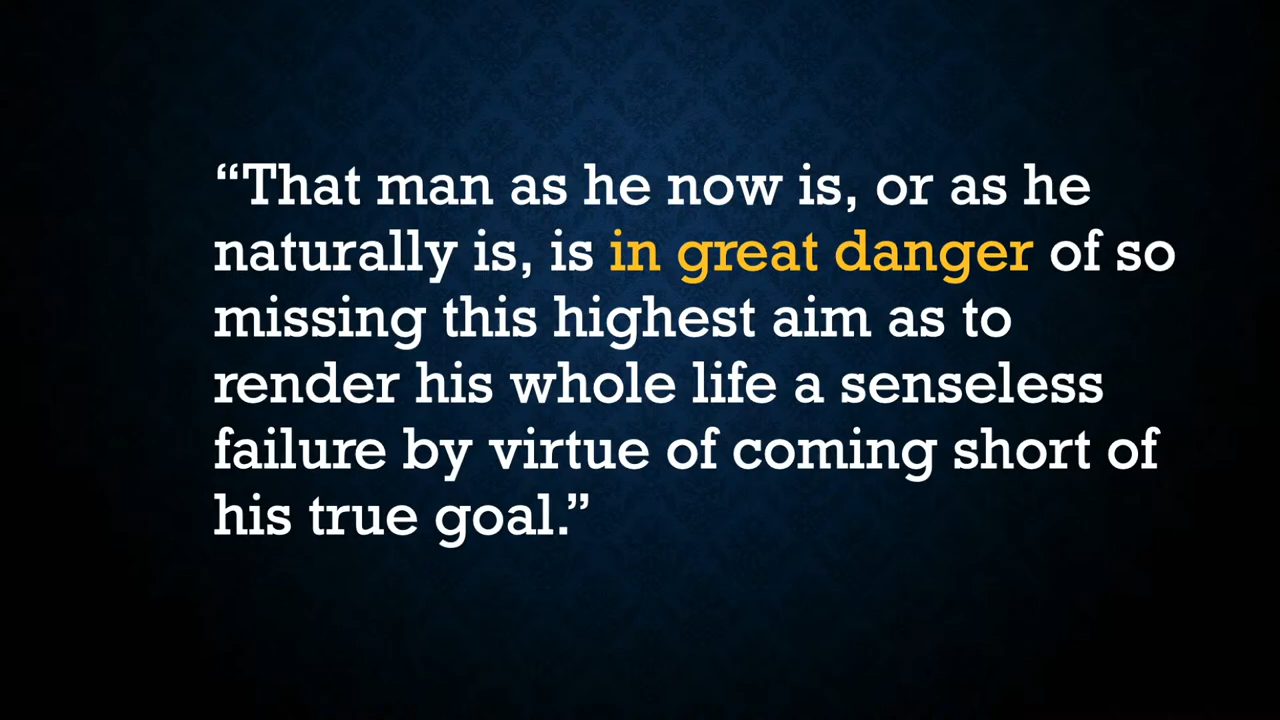 “That man as he now is, or as he
naturally is, is in great danger of so
missing this highest aim as to
render his whole life a senseless
failure by virtue of coming short of
his true goal.”